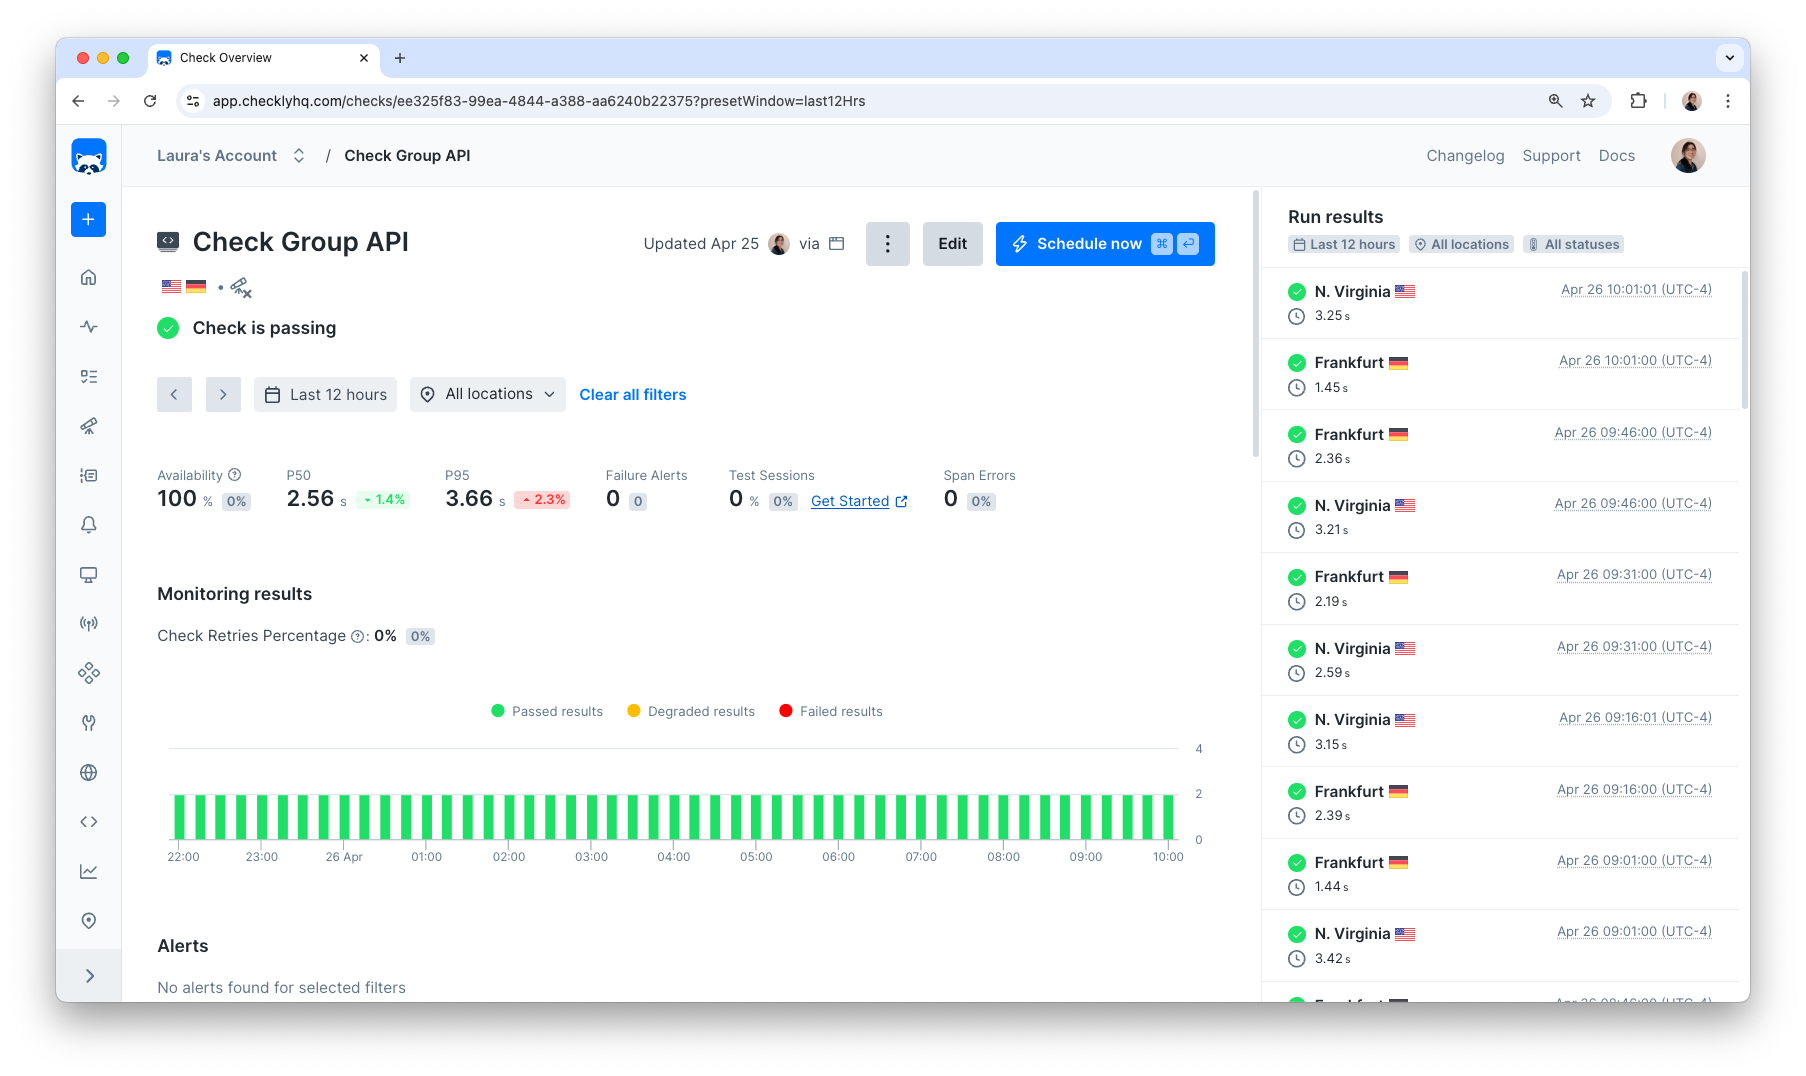 Check Overview
app.checklyhq.com/checks/ee325f83-99ea-4844-a388-aa6240b22375?presetWindow=last12Hrs
Laura's Account / Check Group API
Changelog Support Docs
Check Group API
Updated Apr 25 via
Edit
Schedule now
Check is passing
Last 12 hours
All locations
Clear all filters
Availability P50 P95 Failure Alerts Test Sessions Span Errors
100 % 0% 2.56 s 1.4% 3.66 s 2.3% 0 0 0 % 0% Get Started 0 0%
Monitoring results
Check Retries Percentage : 0% 0%
Passed results Degraded results Failed results
4
2
0
22:00 23:00 26 Apr 01:00 02:00 03:00 04:00 05:00 06:00 07:00 08:00 09:00 10:00
Alerts
No alerts found for selected filters
Run results
Last 12 hours All locations All statuses
N. Virginia Apr 26 10:01:01 (UTC-4)
3.25 s
Frankfurt Apr 26 10:01:00 (UTC-4)
1.45 s
Frankfurt Apr 26 09:46:00 (UTC-4)
2.36 s
N. Virginia Apr 26 09:46:00 (UTC-4)
3.21 s
Frankfurt Apr 26 09:31:00 (UTC-4)
2.19 s
N. Virginia Apr 26 09:31:00 (UTC-4)
2.59 s
N. Virginia Apr 26 09:16:01 (UTC-4)
3.15 s
Frankfurt Apr 26 09:16:00 (UTC-4)
2.39 s
Frankfurt Apr 26 09:01:00 (UTC-4)
1.44 s
N. Virginia Apr 26 09:01:00 (UTC-4)
3.42 s